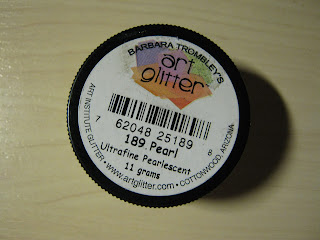 BARBARA TROMBLEY'S
art
glitter
7 62048 25189 8
189 Pearl
Ultrafine Pearlescent
11 grams
ART INSTITUTE GLITTER • www.artglitter.com • COTTONWOOD, ARIZONA